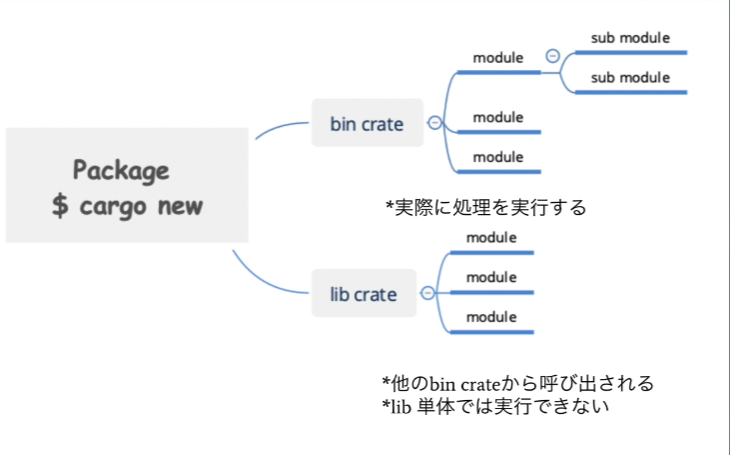 Package
$ cargo new
bin crate
module
sub module
sub module
module
module
*実際に処理を実行する
lib crate
module
module
module
*他のbin crateから呼び出される
*lib 単体では実行できない